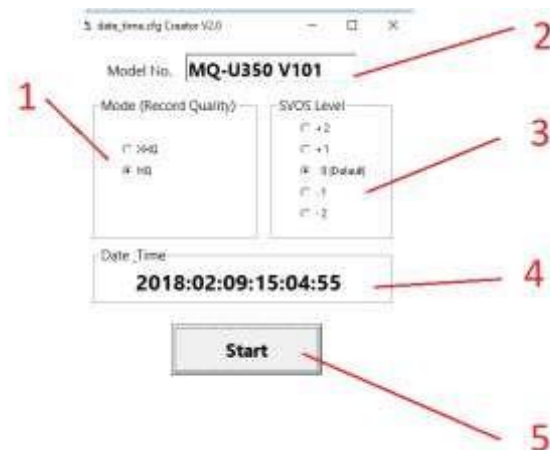 date_time.cfg Creator V2.0
2
Model No. MQ-U350 V101
1
Mode (Record Quality)
XHQ
HQ
SVOS Level
+2
+1
0 (Default)
-1
-2
3
Date_Time
2018:02:09:15:04:55
4
Start
5